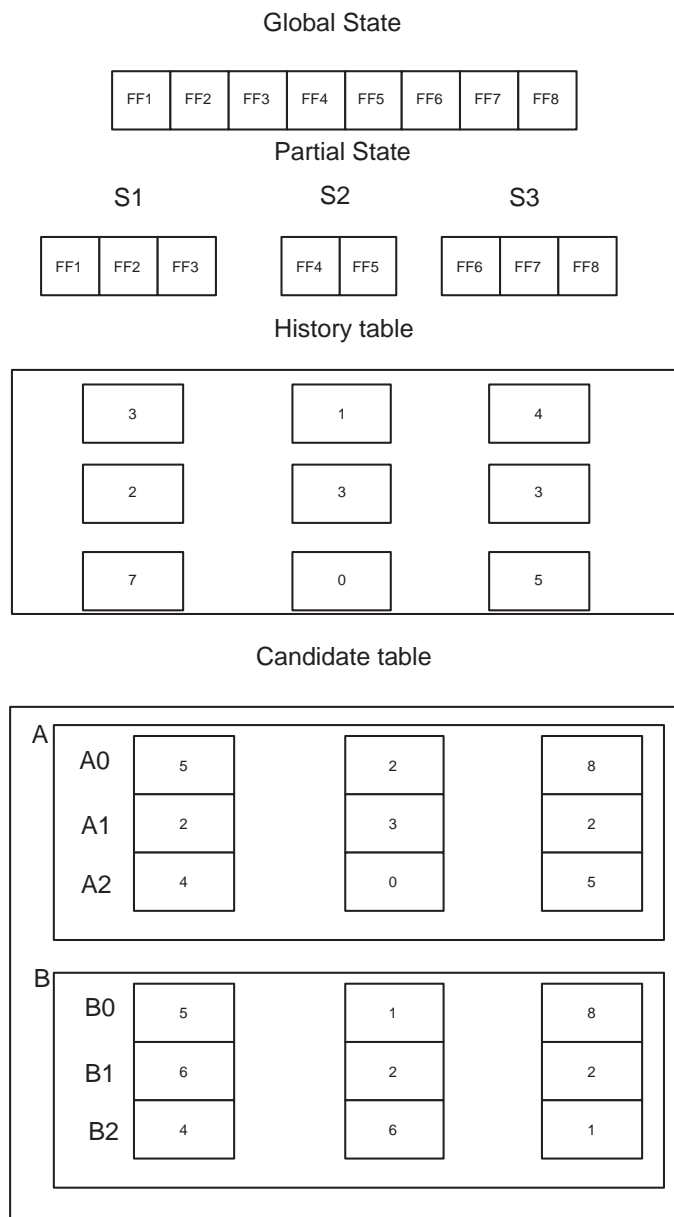 Global State
FF1 FF2 FF3 FF4 FF5 FF6 FF7 FF8
Partial State
S1 S2 S3
FF1 FF2 FF3 FF4 FF5 FF6 FF7 FF8
History table
3 1 4
2 3 3
7 0 5
Candidate table
A
A0 5 2 8
A1 2 3 2
A2 4 0 5
B
B0 5 1 8
B1 6 2 2
B2 4 6 1